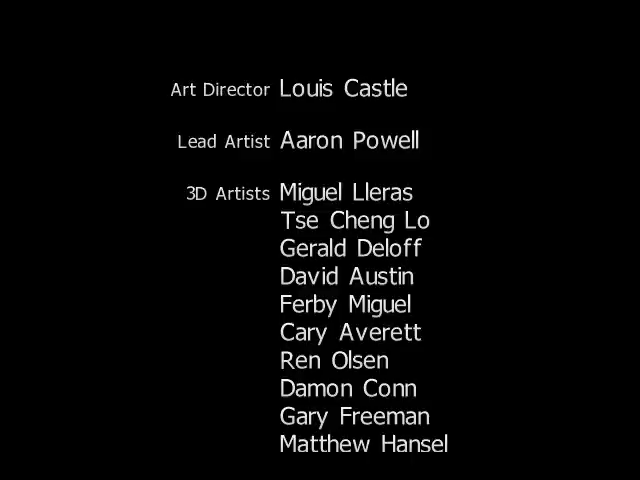 Art Director Louis Castle
Lead Artist Aaron Powell
3D Artists Miguel Lleras
Tse Cheng Lo
Gerald Deloff
David Austin
Ferby Miguel
Cary Averett
Ren Olsen
Damon Conn
Gary Freeman
Matthew Hansel